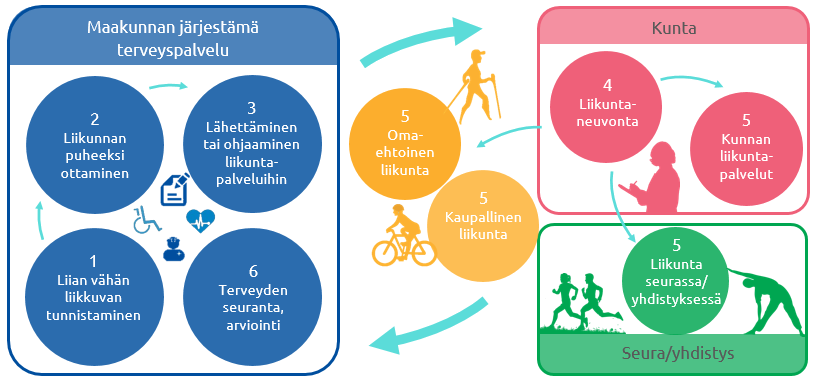 Maakunnan järjestämä
terveyspalvelu
2
Liikunnan
puheeksi
ottaminen
3
Lähettäminen
tai ohjaaminen
liikunta-
palveluihin
1
Liian vähän
liikkuvan
tunnistaminen
6
Terveyden
seuranta,
arviointi
5
Oma-
ehtoinen
liikunta
5
Kaupallinen
liikunta
Kunta
4
Liikunta-
neuvonta
5
Kunnan
liikunta-
palvelut
5
Liikunta
seurassa/
yhdistyksessä
Seura/yhdistys